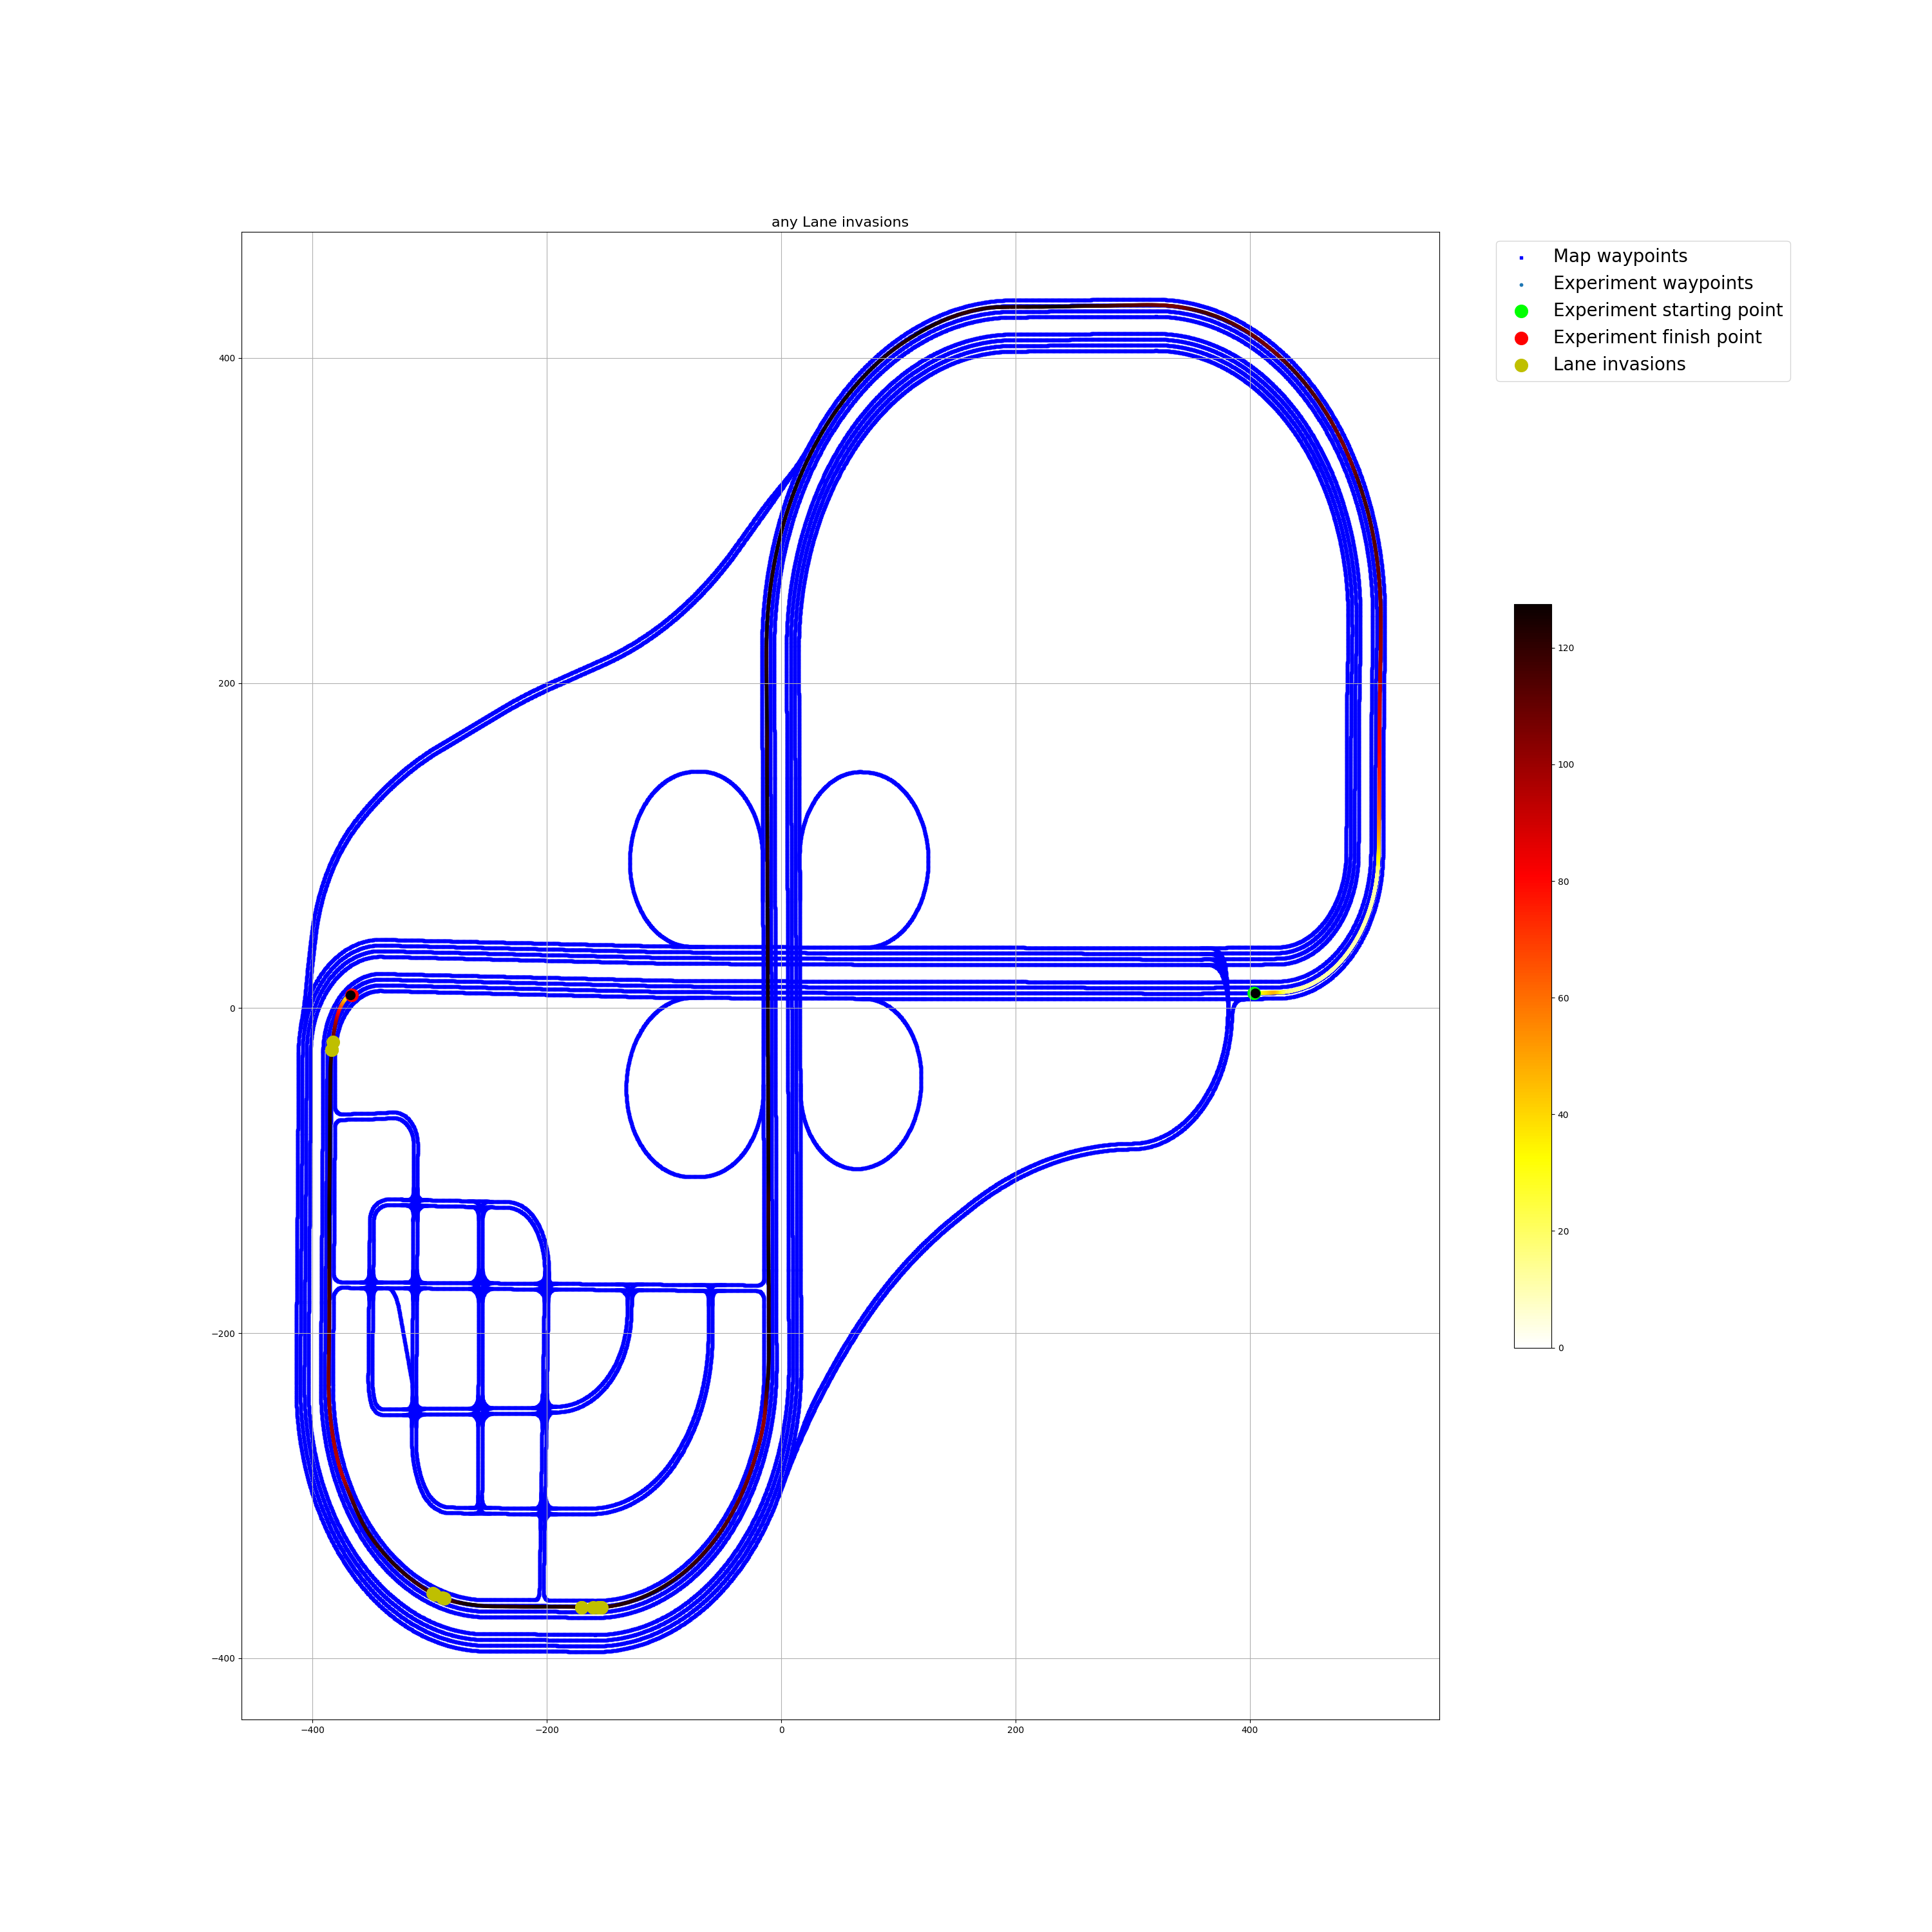 any Lane invasions
Map waypoints
Experiment waypoints
Experiment starting point
Experiment finish point
Lane invasions
400
200
0
−200
−400
−400
−200
0
200
400
120
100
80
60
40
20
0